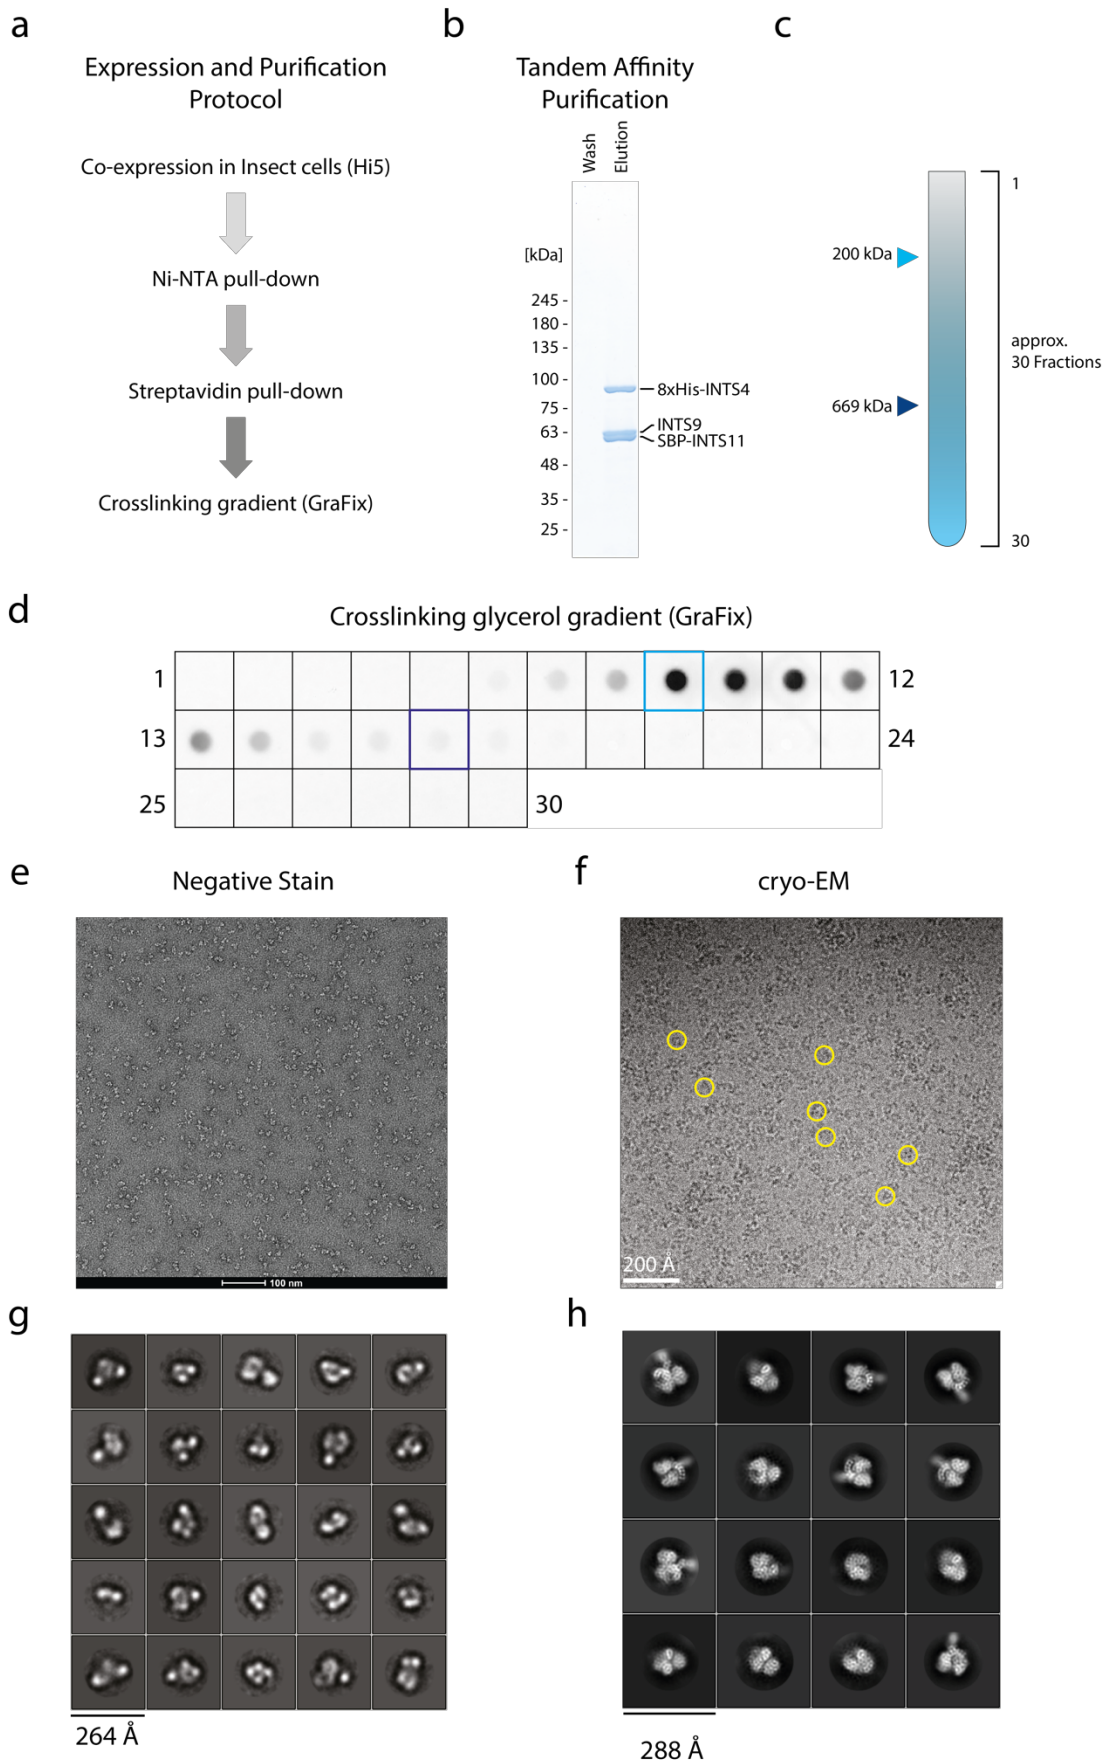 a
Expression and Purification
Protocol
Co-expression in Insect cells (Hi5)
Ni-NTA pull-down
Streptavidin pull-down
Crosslinking gradient (GraFix)
b
Tandem Affinity
Purification
Wash
Elution
[kDa]
245 -
180 -
135 -
100 -
75 -
63 -
48 -
35 -
25 -
8xHis-INTS4
INTS9
SBP-INTS11
c
200 kDa
669 kDa
1
approx.
30 Fractions
30
d
Crosslinking glycerol gradient (GraFix)
1
12
13
24
25
30
e
Negative Stain
100 nm
f
cryo-EM
200 Å
g
264 Å
h
288 Å